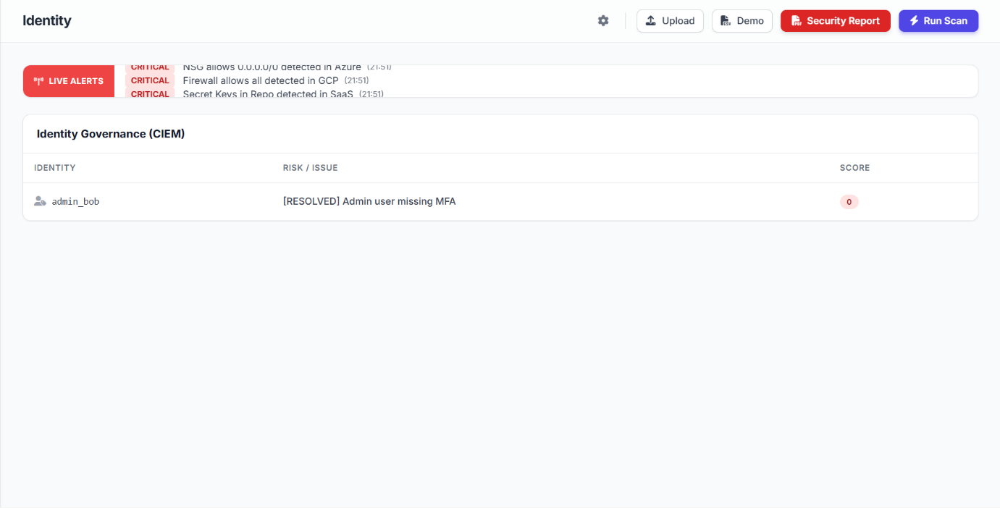 Identity
Upload
Demo
Security Report
Run Scan
LIVE ALERTS
CRITICAL NSG allows 0.0.0.0/0 detected in Azure (21:51)
CRITICAL Firewall allows all detected in GCP (21:51)
CRITICAL Secret Keys in Repo detected in SaaS (21:51)
Identity Governance (CIEM)
IDENTITY RISK / ISSUE SCORE
admin_bob [RESOLVED] Admin user missing MFA 0